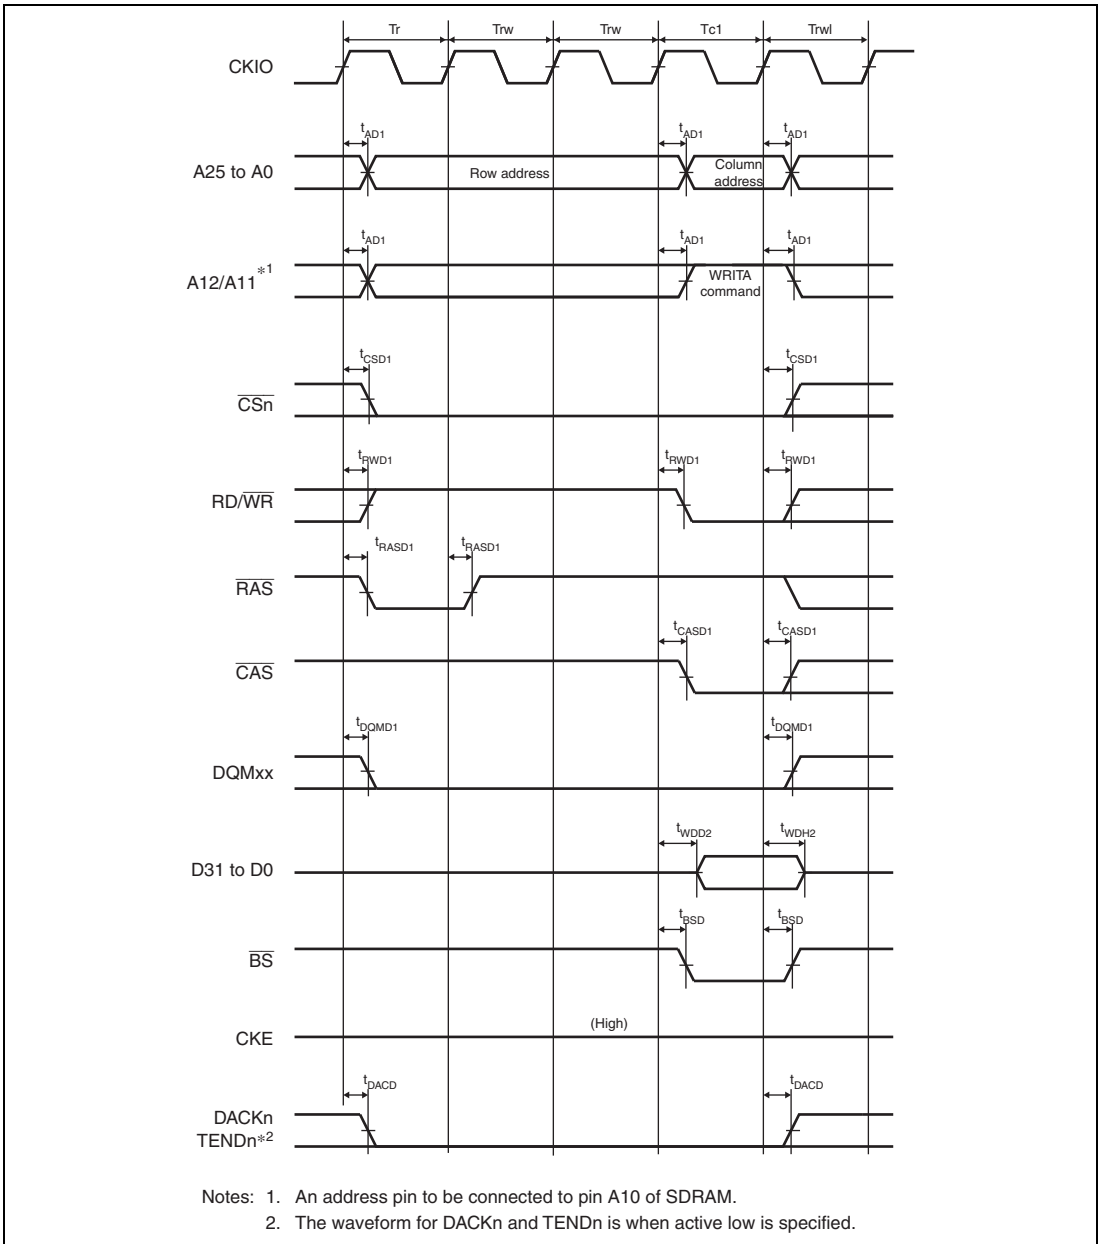 Tr Trw Trw Tc1 Trwl
CKIO
tAD1 tAD1 tAD1
A25 to A0 Row address Column address
tAD1 tAD1 tAD1
A12/A11*1 WRITA command
tCSD1 tCSD1
CSn
tRWD1 tRWD1 tRWD1
RD/WR
tRASD1 tRASD1
RAS
tCASD1 tCASD1
CAS
tDQMD1 tDQMD1
DQMxx
tWDD2 tWDH2
D31 to D0
tBSD tBSD
BS
(High)
CKE
tDACD tDACD
DACKn
TENDn*2
Notes: 1. An address pin to be connected to pin A10 of SDRAM.
2. The waveform for DACKn and TENDn is when active low is specified.